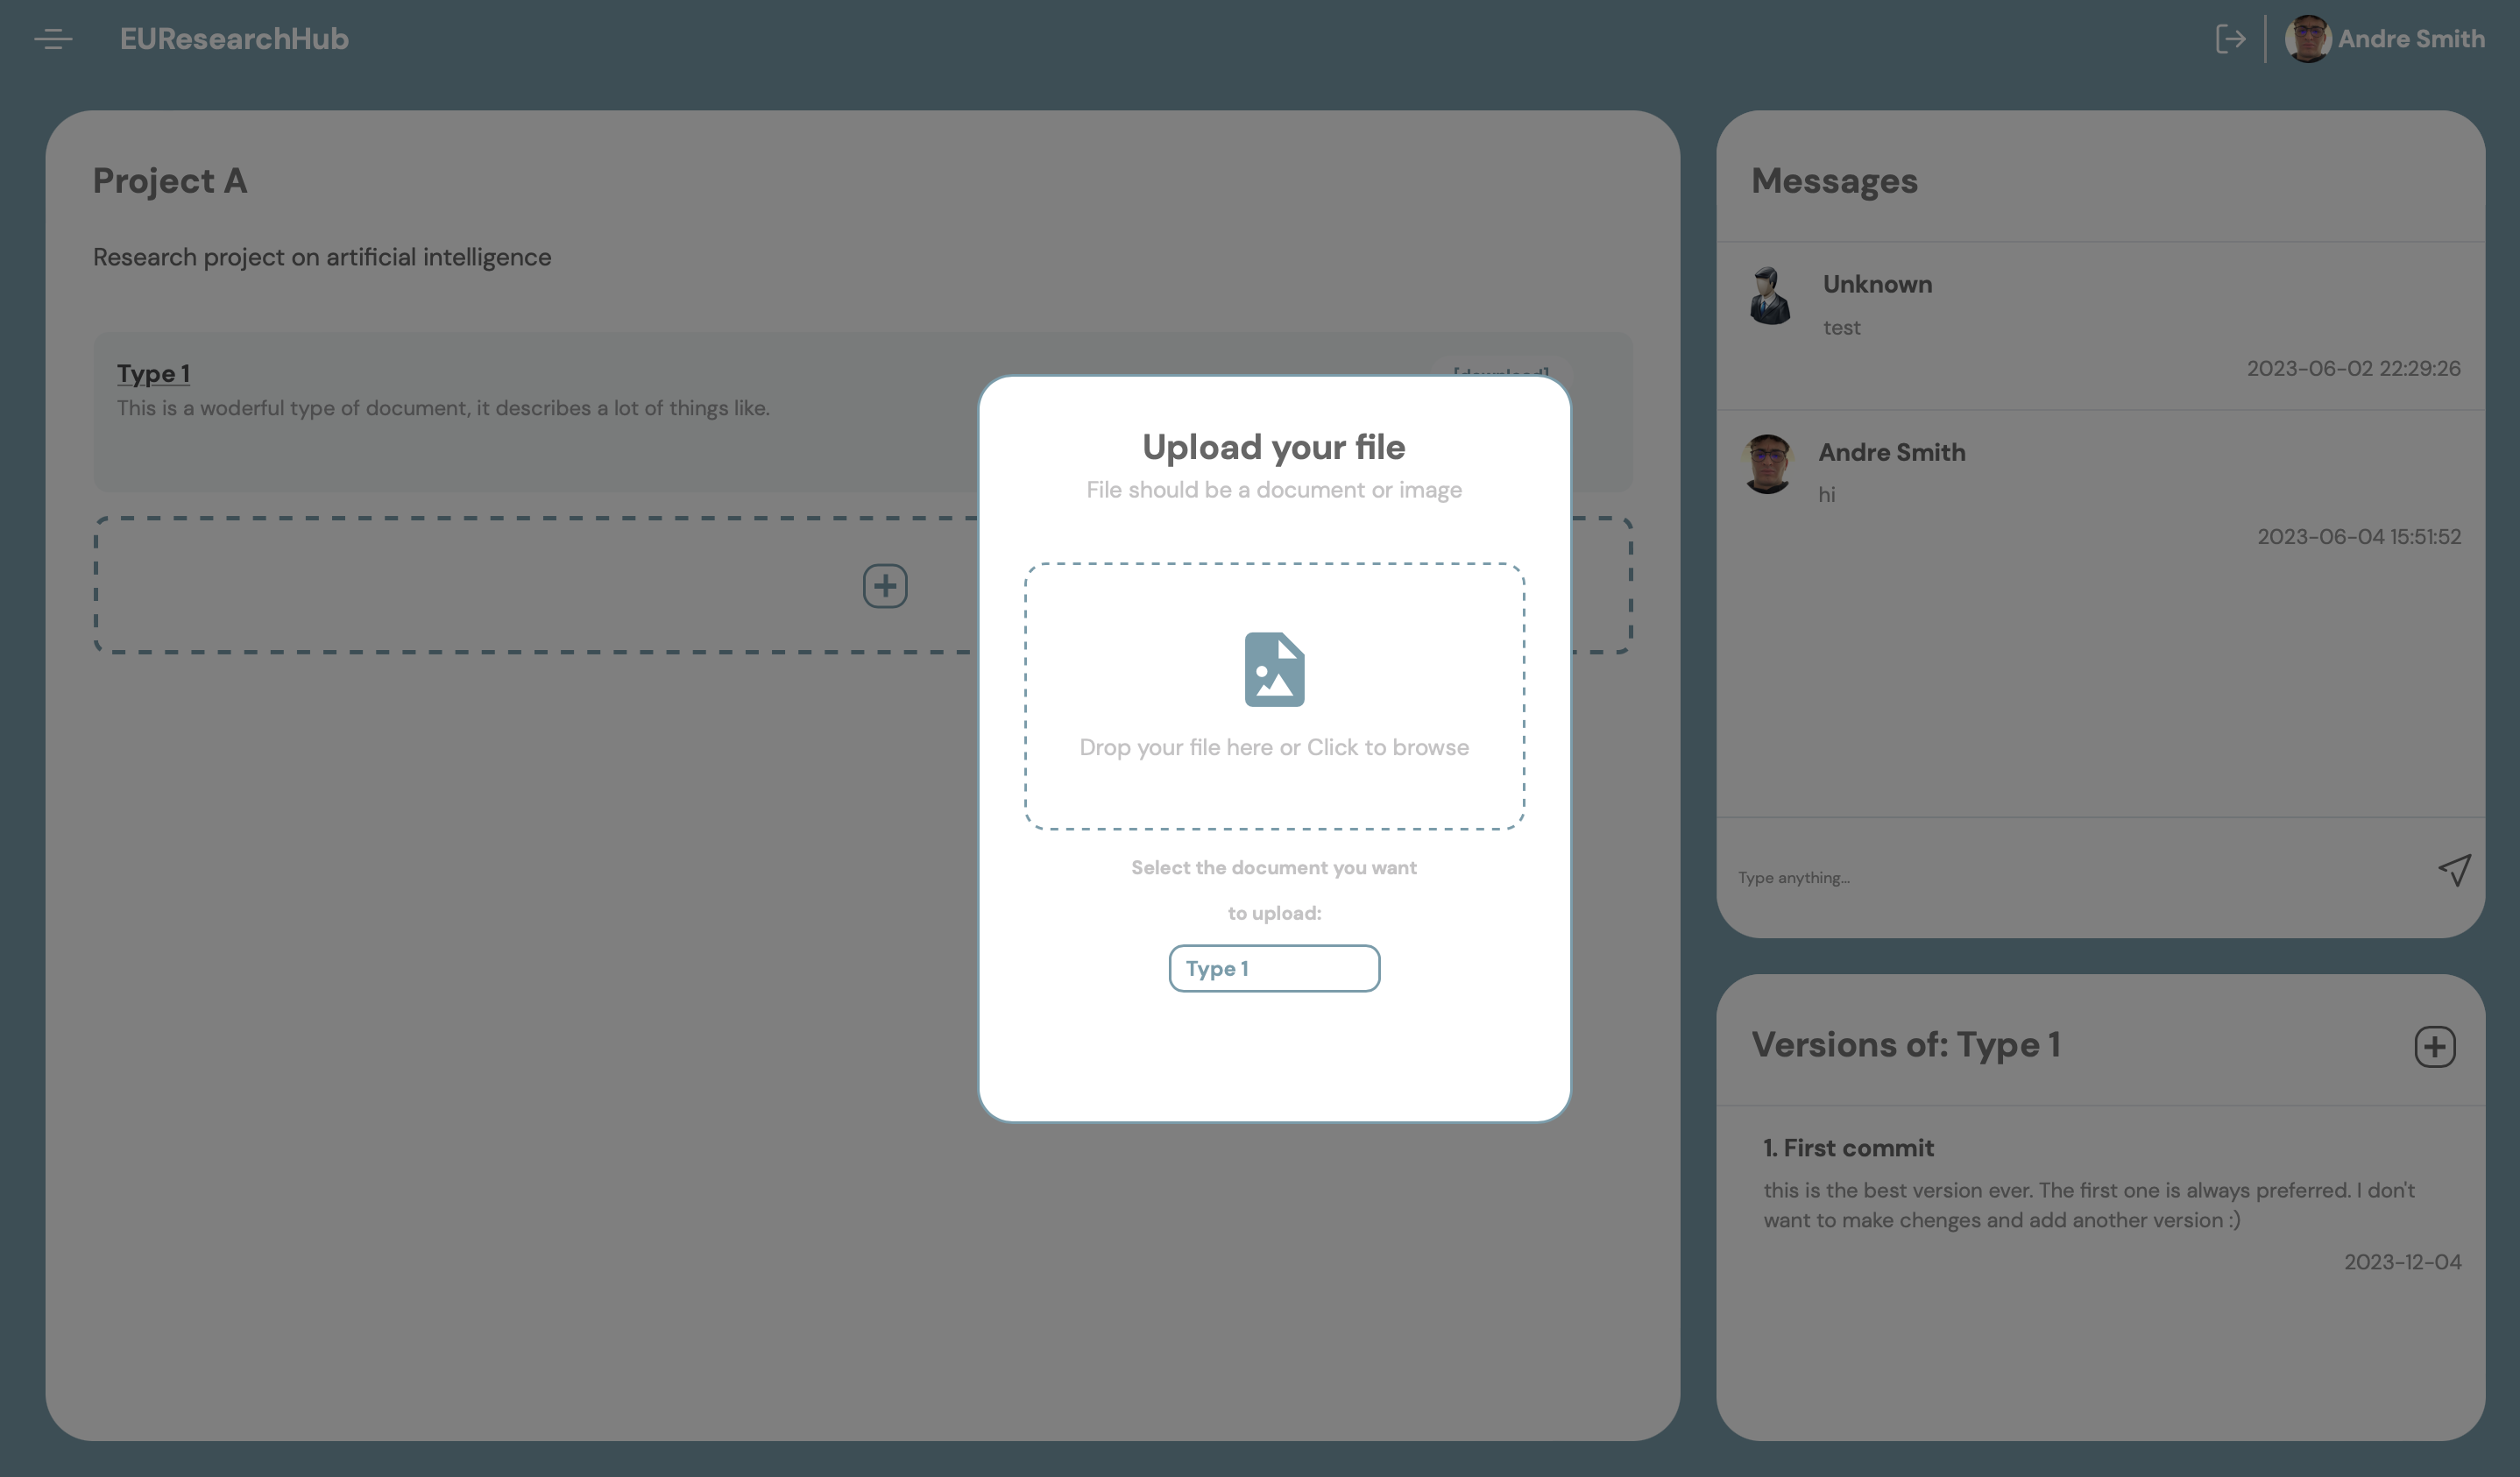 EUResearchHub
Andre Smith
Project A
Research project on artificial intelligence
Type 1
[download]
This is a woderful type of document, it describes a lot of things like.
Upload your file
File should be a document or image
Drop your file here or Click to browse
Select the document you want
to upload:
Type 1
Messages
Unknown
test
2023-06-02 22:29:26
Andre Smith
hi
2023-06-04 15:51:52
Type anything...
Versions of: Type 1
1. First commit
this is the best version ever. The first one is always preferred. I don't
want to make chenges and add another version :)
2023-12-04